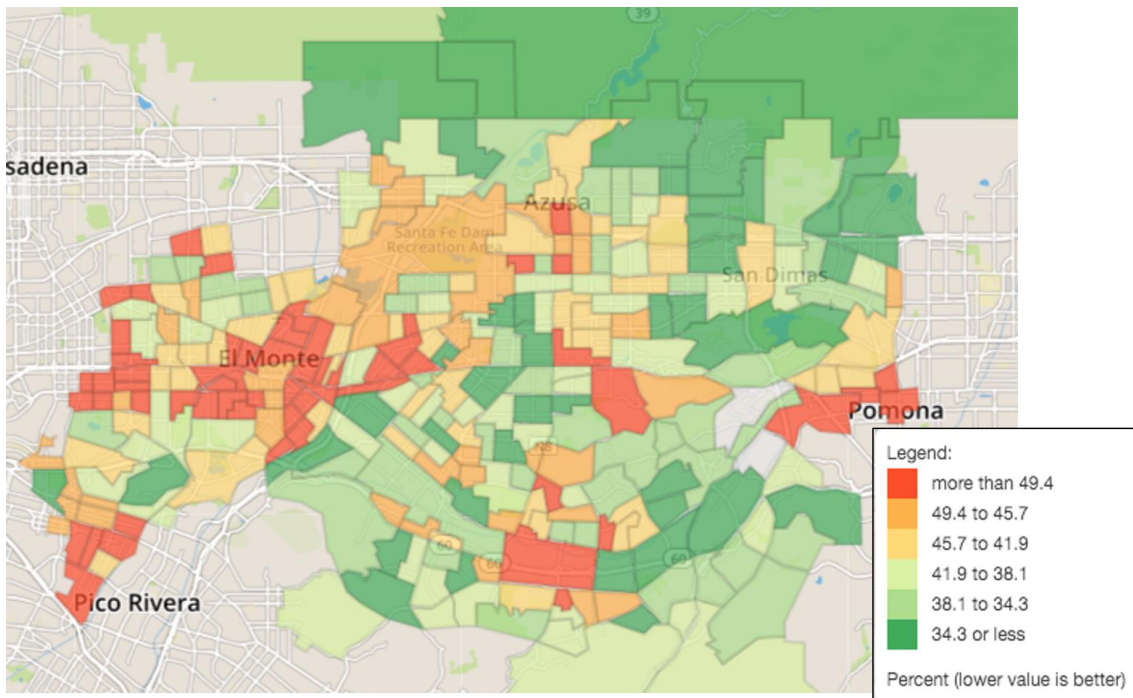 39
sadena
Azusa
Santa Fe Dam
Recreation Area
San Dimas
El Monte
Pomona
60
60
60
Pico Rivera
Legend:
more than 49.4
49.4 to 45.7
45.7 to 41.9
41.9 to 38.1
38.1 to 34.3
34.3 or less
Percent (lower value is better)